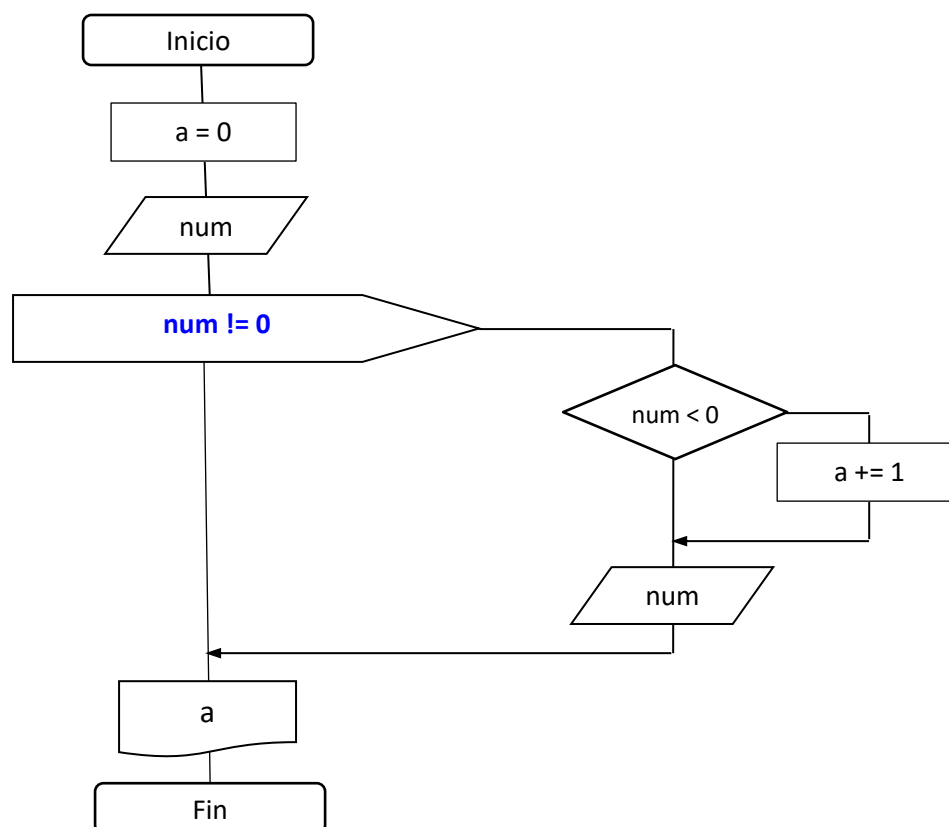 Inicio
a = 0
num
num != 0
num < 0
a += 1
num
a
Fin